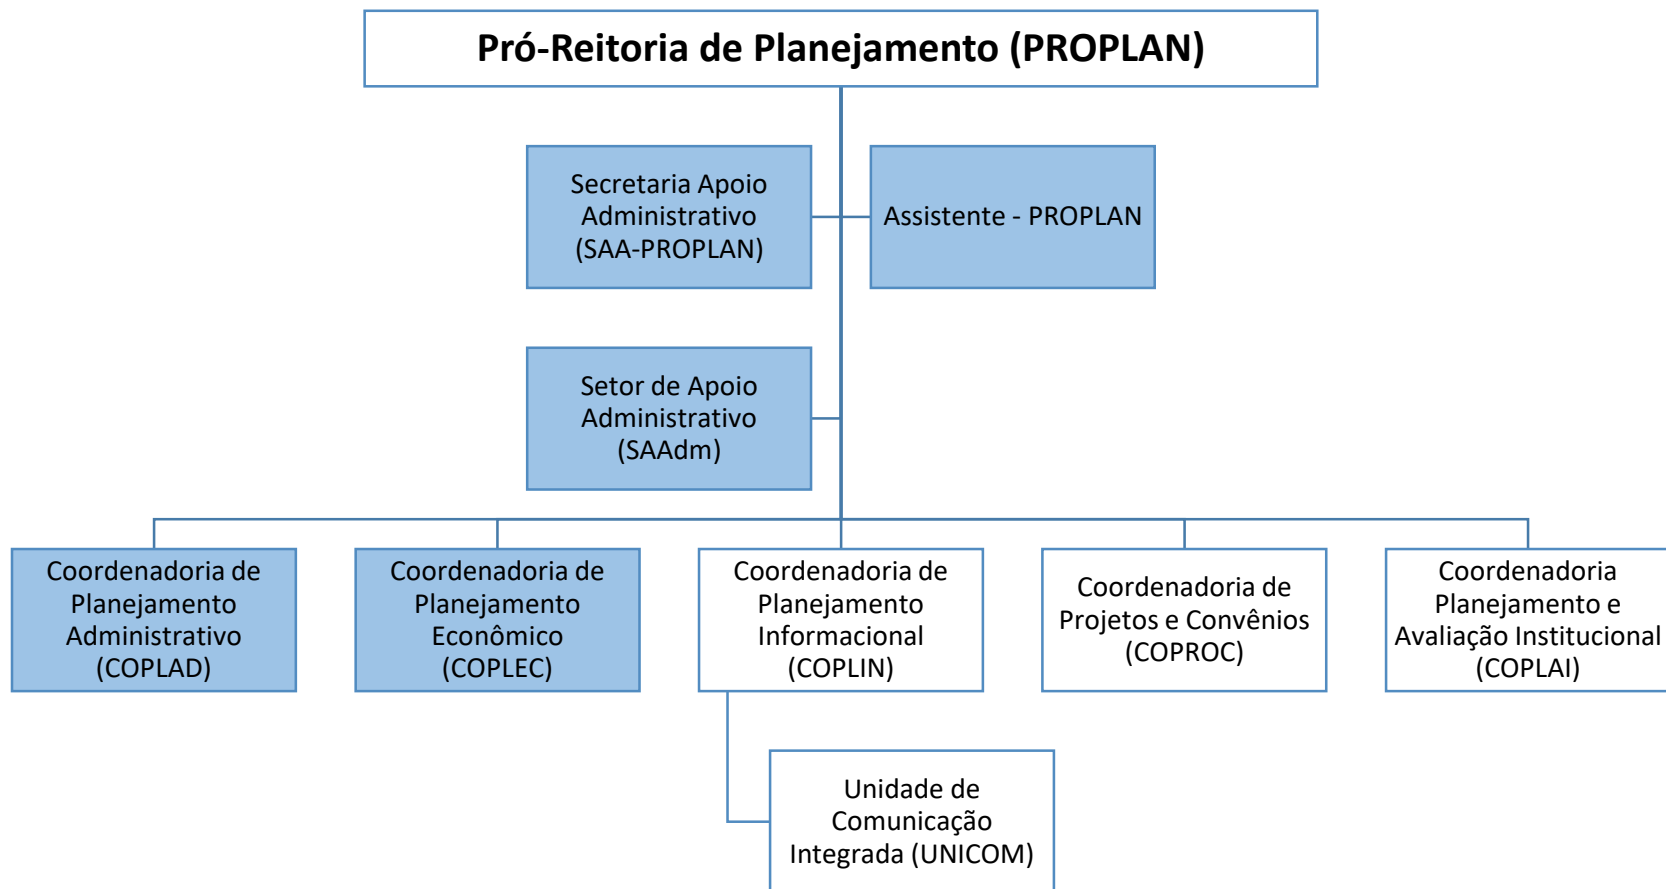 Pró-Reitoria de Planejamento (PROPLAN)
Secretaria Apoio
Administrativo
(SAA-PROPLAN)
Assistente - PROPLAN
Setor de Apoio
Administrativo
(SAAdm)
Coordenadoria de
Planejamento
Administrativo
(COPLAD)
Coordenadoria de
Planejamento
Econômico
(COPLEC)
Coordenadoria de
Planejamento
Informacional
(COPLIN)
Coordenadoria de
Projetos e Convênios
(COPROC)
Coordenadoria
Planejamento e
Avaliação Institucional
(COPLAI)
Unidade de
Comunicação
Integrada (UNICOM)